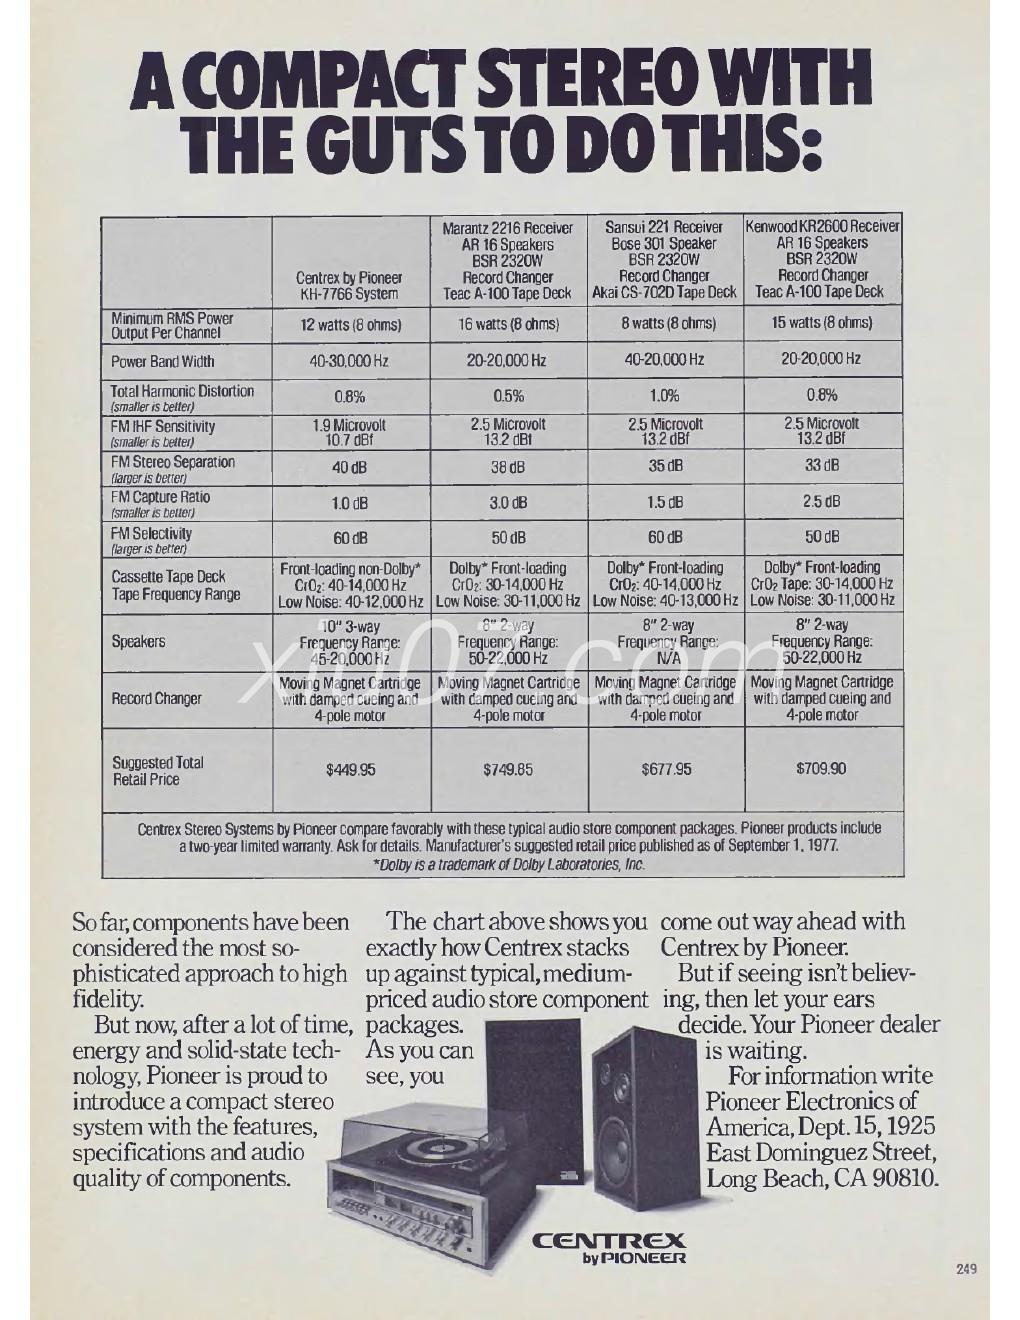 A COMPACT STEREO WITH
THE GUTS TO DO THIS:
Centrex by Pioneer
KH-7766 System
Marantz 2216 Receiver
AR 16 Speakers
BSR 2320W
Record Changer
Teac A-100 Tape Deck
Sansui 221 Receiver
Bose 301 Speaker
BSR 2320W
Record Changer
Akai CS-702D Tape Deck
Kenwood KR2600 Receiver
AR 16 Speakers
BSR 2320W
Record Changer
Teac A-100 Tape Deck
Minimum RMS Power
Output Per Channel
12 watts (8 ohms)
16 watts (8 ohms)
8 watts (8 ohms)
15 watts (8 ohms)
Power Band Width
40-30,000 Hz
20-20,000 Hz
40-20,000 Hz
20-20,000 Hz
Total Harmonic Distortion
(smaller is better)
0.8%
0.5%
1.0%
0.8%
FM IHF Sensitivity
(smaller is better)
1.9 Microvolt
10.7 dBf
2.5 Microvolt
13.2 dBf
2.5 Microvolt
13.2 dBf
2.5 Microvolt
13.2 dBf
FM Stereo Separation
(larger is better)
40 dB
38 dB
35 dB
33 dB
FM Capture Ratio
(smaller is better)
1.0 dB
3.0 dB
1.5 dB
2.5 dB
FM Selectivity
(larger is better)
60 dB
50 dB
60 dB
50 dB
Cassette Tape Deck
Tape Frequency Range
Front-loading non-Dolby*
CrO₂: 40-14,000 Hz
Low Noise: 40-12,000 Hz
Dolby* Front-loading
CrO₂: 30-14,000 Hz
Low Noise: 30-11,000 Hz
Dolby* Front-loading
CrO₂: 40-14,000 Hz
Low Noise: 40-13,000 Hz
Dolby* Front-loading
CrO₂ Tape: 30-14,000 Hz
Low Noise: 30-11,000 Hz
Speakers
10" 3-way
Frequency Range:
45-20,000 Hz
8" 2-way
Frequency Range:
50-22,000 Hz
8" 2-way
Frequency Range:
N/A
8" 2-way
Frequency Range:
50-22,000 Hz
Record Changer
Moving Magnet Cartridge
with damped cueing and
4-pole motor
Moving Magnet Cartridge
with damped cueing and
4-pole motor
Moving Magnet Cartridge
with damped cueing and
4-pole motor
Moving Magnet Cartridge
with damped cueing and
4-pole motor
Suggested Total
Retail Price
$449.95
$749.85
$677.95
$709.90
Centrex Stereo Systems by Pioneer compare favorably with these typical audio store component packages. Pioneer products include
a two-year limited warranty. Ask for details. Manufacturer's suggested retail price published as of September 1, 1977.
*Dolby is a trademark of Dolby Laboratories, Inc.
So far, components have been
considered the most so-
phisticated approach to high
fidelity.
But now, after a lot of time,
energy and solid-state tech-
nology, Pioneer is proud to
introduce a compact stereo
system with the features,
specifications and audio
quality of components.
The chart above shows you
exactly how Centrex stacks
up against typical, medium-
priced audio store component
packages.
As you can
see, you
come out way ahead with
Centrex by Pioneer.
But if seeing isn't believ-
ing, then let your ears
decide. Your Pioneer dealer
is waiting.
For information write
Pioneer Electronics of
America, Dept. 15, 1925
East Dominguez Street,
Long Beach, CA 90810.
CENTREX
by PIONEER
249